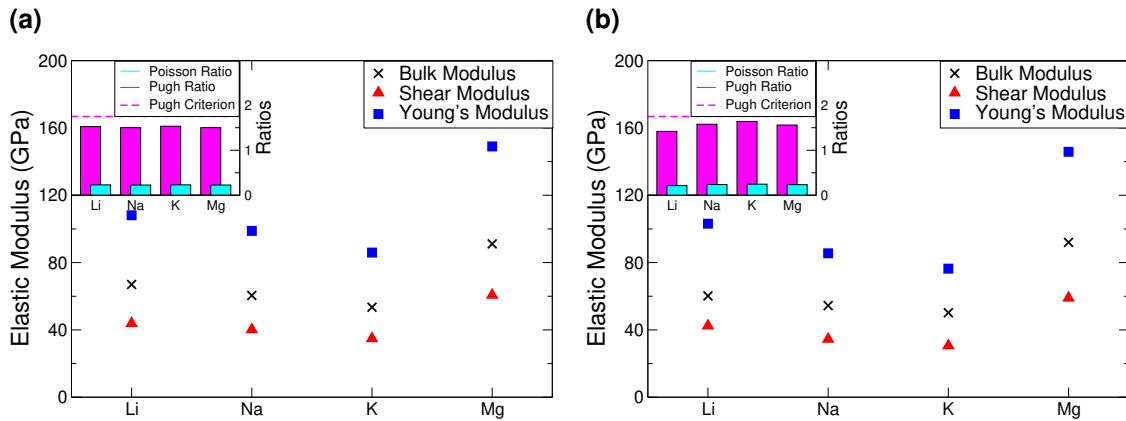 (a)
200
160
120
80
40
0
Elastic Modulus (GPa)
Li
Na
K
Mg
Poisson Ratio
Pugh Ratio
Pugh Criterion
2
1
0
Ratios
Li
Na
K
Mg
Bulk Modulus
Shear Modulus
Young's Modulus
(b)
200
160
120
80
40
0
Elastic Modulus (GPa)
Li
Na
K
Mg
Poisson Ratio
Pugh Ratio
Pugh Criterion
2
1
0
Ratios
Li
Na
K
Mg
Bulk Modulus
Shear Modulus
Young's Modulus